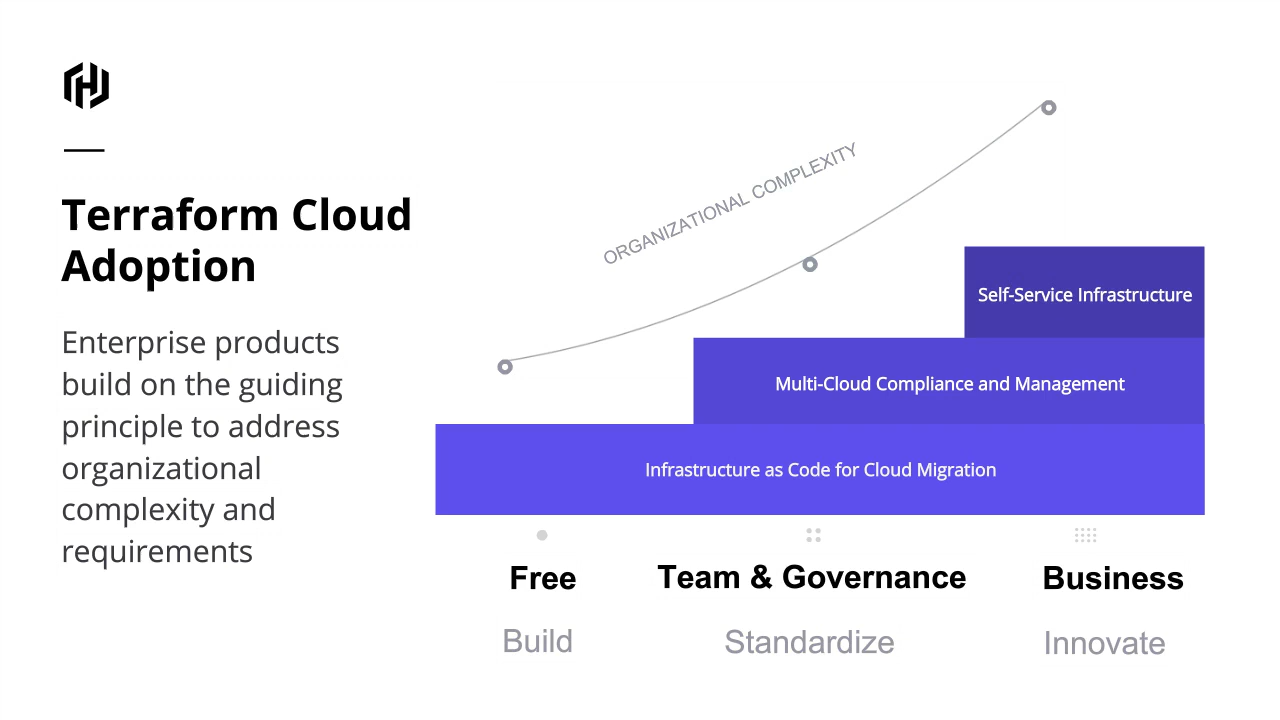 Terraform Cloud
Adoption
Enterprise products
build on the guiding
principle to address
organizational
complexity and
requirements
ORGANIZATIONAL COMPLEXITY
Self-Service Infrastructure
Multi-Cloud Compliance and Management
Infrastructure as Code for Cloud Migration
Free
Team & Governance
Business
Build
Standardize
Innovate